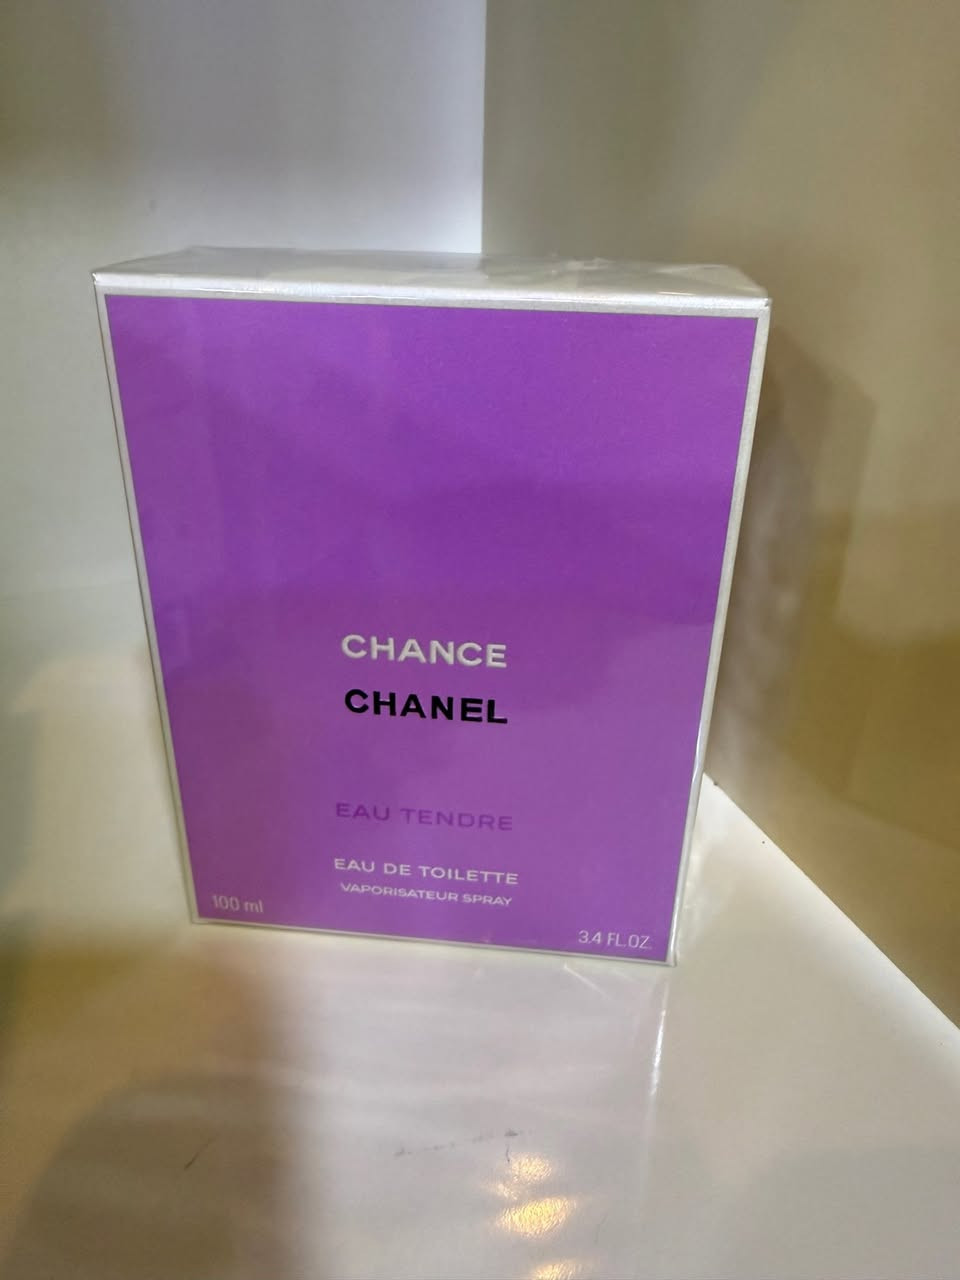 CHANCE
CHANEL
EAU TENDRE
EAU DE TOILETTE
VAPORISATEUR SPRAY
100 ml
3.4 FL.OZ.